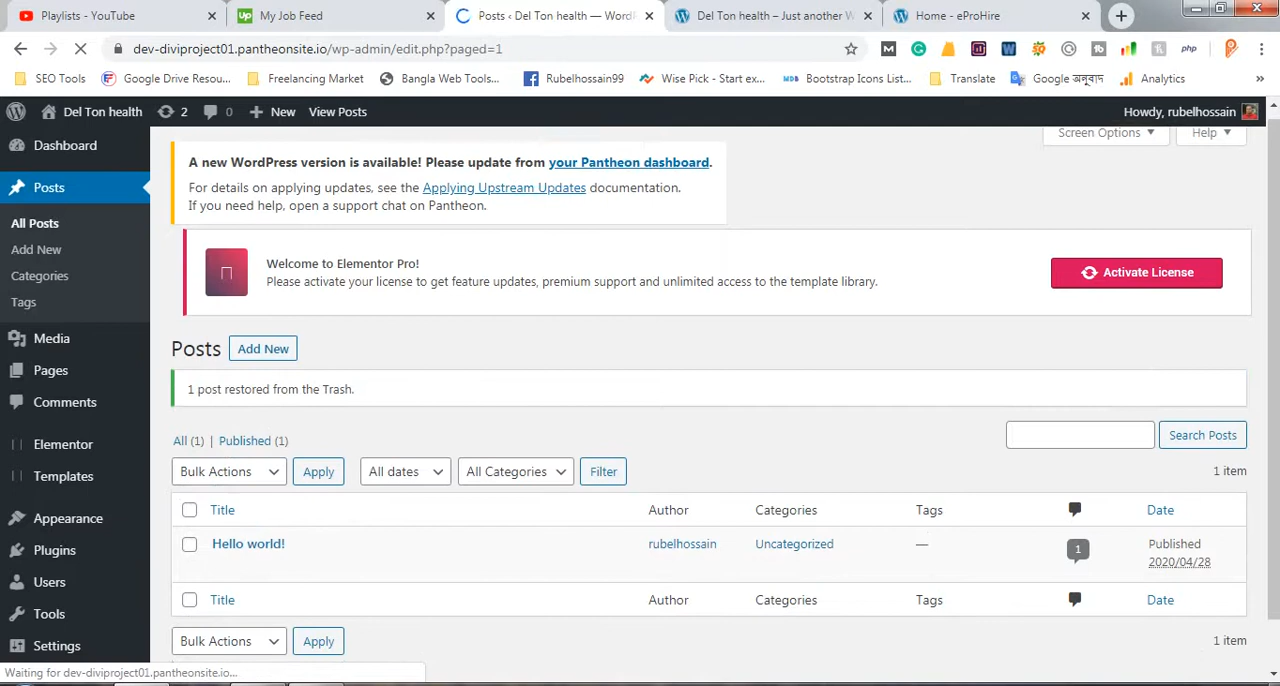 Playlists - YouTube
My Job Feed
Posts ‹ Del Ton health — WordP
Del Ton health – Just another W
Home - eProHire
dev-diviproject01.pantheonsite.io/wp-admin/edit.php?paged=1
SEO Tools
Google Drive Resou...
Freelancing Market
Bangla Web Tools...
Rubelhossain99
Wise Pick - Start ex...
Bootstrap Icons List...
Translate
Google অনুবাদ
Analytics
Del Ton health
2
0
New
View Posts
Howdy, rubelhossain
Dashboard
Posts
All Posts
Add New
Categories
Tags
Media
Pages
Comments
Elementor
Templates
Appearance
Plugins
Users
Tools
Settings
Screen Options
Help
A new WordPress version is available! Please update from your Pantheon dashboard.
For details on applying updates, see the Applying Upstream Updates documentation.
If you need help, open a support chat on Pantheon.
Welcome to Elementor Pro!
Please activate your license to get feature updates, premium support and unlimited access to the template library.
Activate License
Posts
Add New
1 post restored from the Trash.
All (1) | Published (1)
Search Posts
Bulk Actions
Apply
All dates
All Categories
Filter
1 item
Title
Author
Categories
Tags
Date
Hello world!
rubelhossain
Uncategorized
—
1
Published
2020/04/28
Title
Author
Categories
Tags
Date
Bulk Actions
Apply
1 item
Waiting for dev-diviproject01.pantheonsite.io...